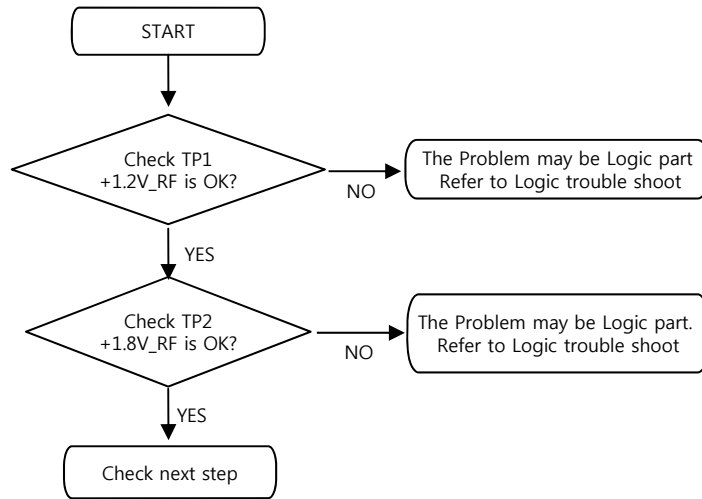 START
Check TP1
+1.2V_RF is OK?
NO
The Problem may be Logic part
Refer to Logic trouble shoot
YES
Check TP2
+1.8V_RF is OK?
NO
The Problem may be Logic part.
Refer to Logic trouble shoot
YES
Check next step